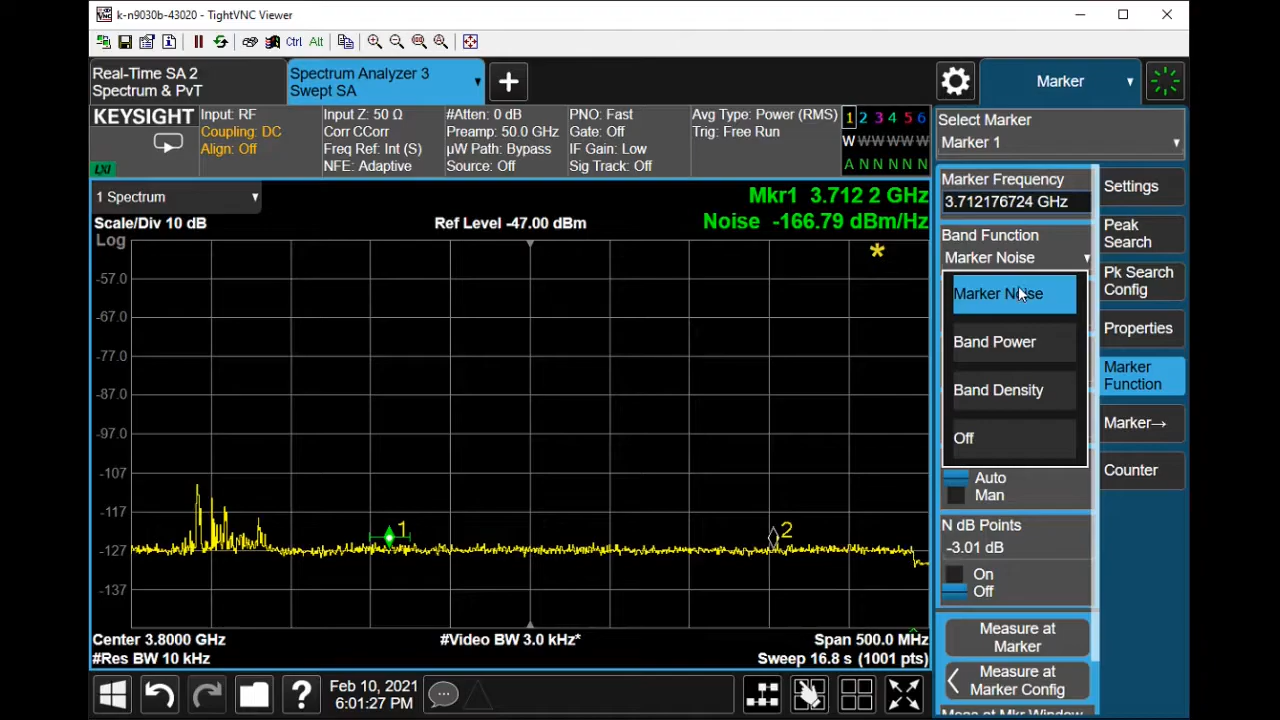 k-n9030b-43020 - TightVNC Viewer
Ctrl Alt
Real-Time SA 2
Spectrum & PvT
Spectrum Analyzer 3
Swept SA
Marker
KEYSIGHT
LXI
Input: RF
Coupling: DC
Align: Off
Input Z: 50 Ω
Corr CCorr
Freq Ref: Int (S)
NFE: Adaptive
#Atten: 0 dB
Preamp: 50.0 GHz
µW Path: Bypass
Source: Off
PNO: Fast
Gate: Off
IF Gain: Low
Sig Track: Off
Avg Type: Power (RMS)
Trig: Free Run
1 2 3 4 5 6
W W W W W W
A N N N N N
Select Marker
Marker 1
1 Spectrum
Mkr1 3.712 2 GHz
Scale/Div 10 dB
Ref Level -47.00 dBm
Noise -166.79 dBm/Hz
Log
*
-57.0
-67.0
-77.0
-87.0
-97.0
-107
-117
-127
-137
1
2
Center 3.8000 GHz
#Video BW 3.0 kHz*
Span 500.0 MHz
#Res BW 10 kHz
Sweep 16.8 s (1001 pts)
Marker Frequency
3.712176724 GHz
Band Function
Marker Noise
Marker Noise
Band Power
Band Density
Off
Auto
Man
N dB Points
-3.01 dB
On
Off
Measure at
Marker
Measure at
Marker Config
Meas at Mkr Window
Settings
Peak
Search
Pk Search
Config
Properties
Marker
Function
Marker→
Counter
?
Feb 10, 2021
6:01:27 PM